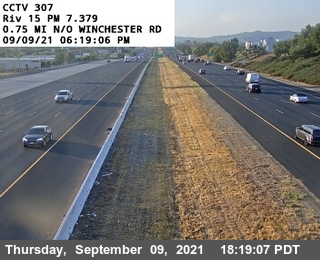 CCTV 307
Riv 15 PM 7.379
0.75 MI N/O WINCHESTER RD
09/09/21 06:19:06 PM
Thursday, September 09, 2021 18:19:07 PDT